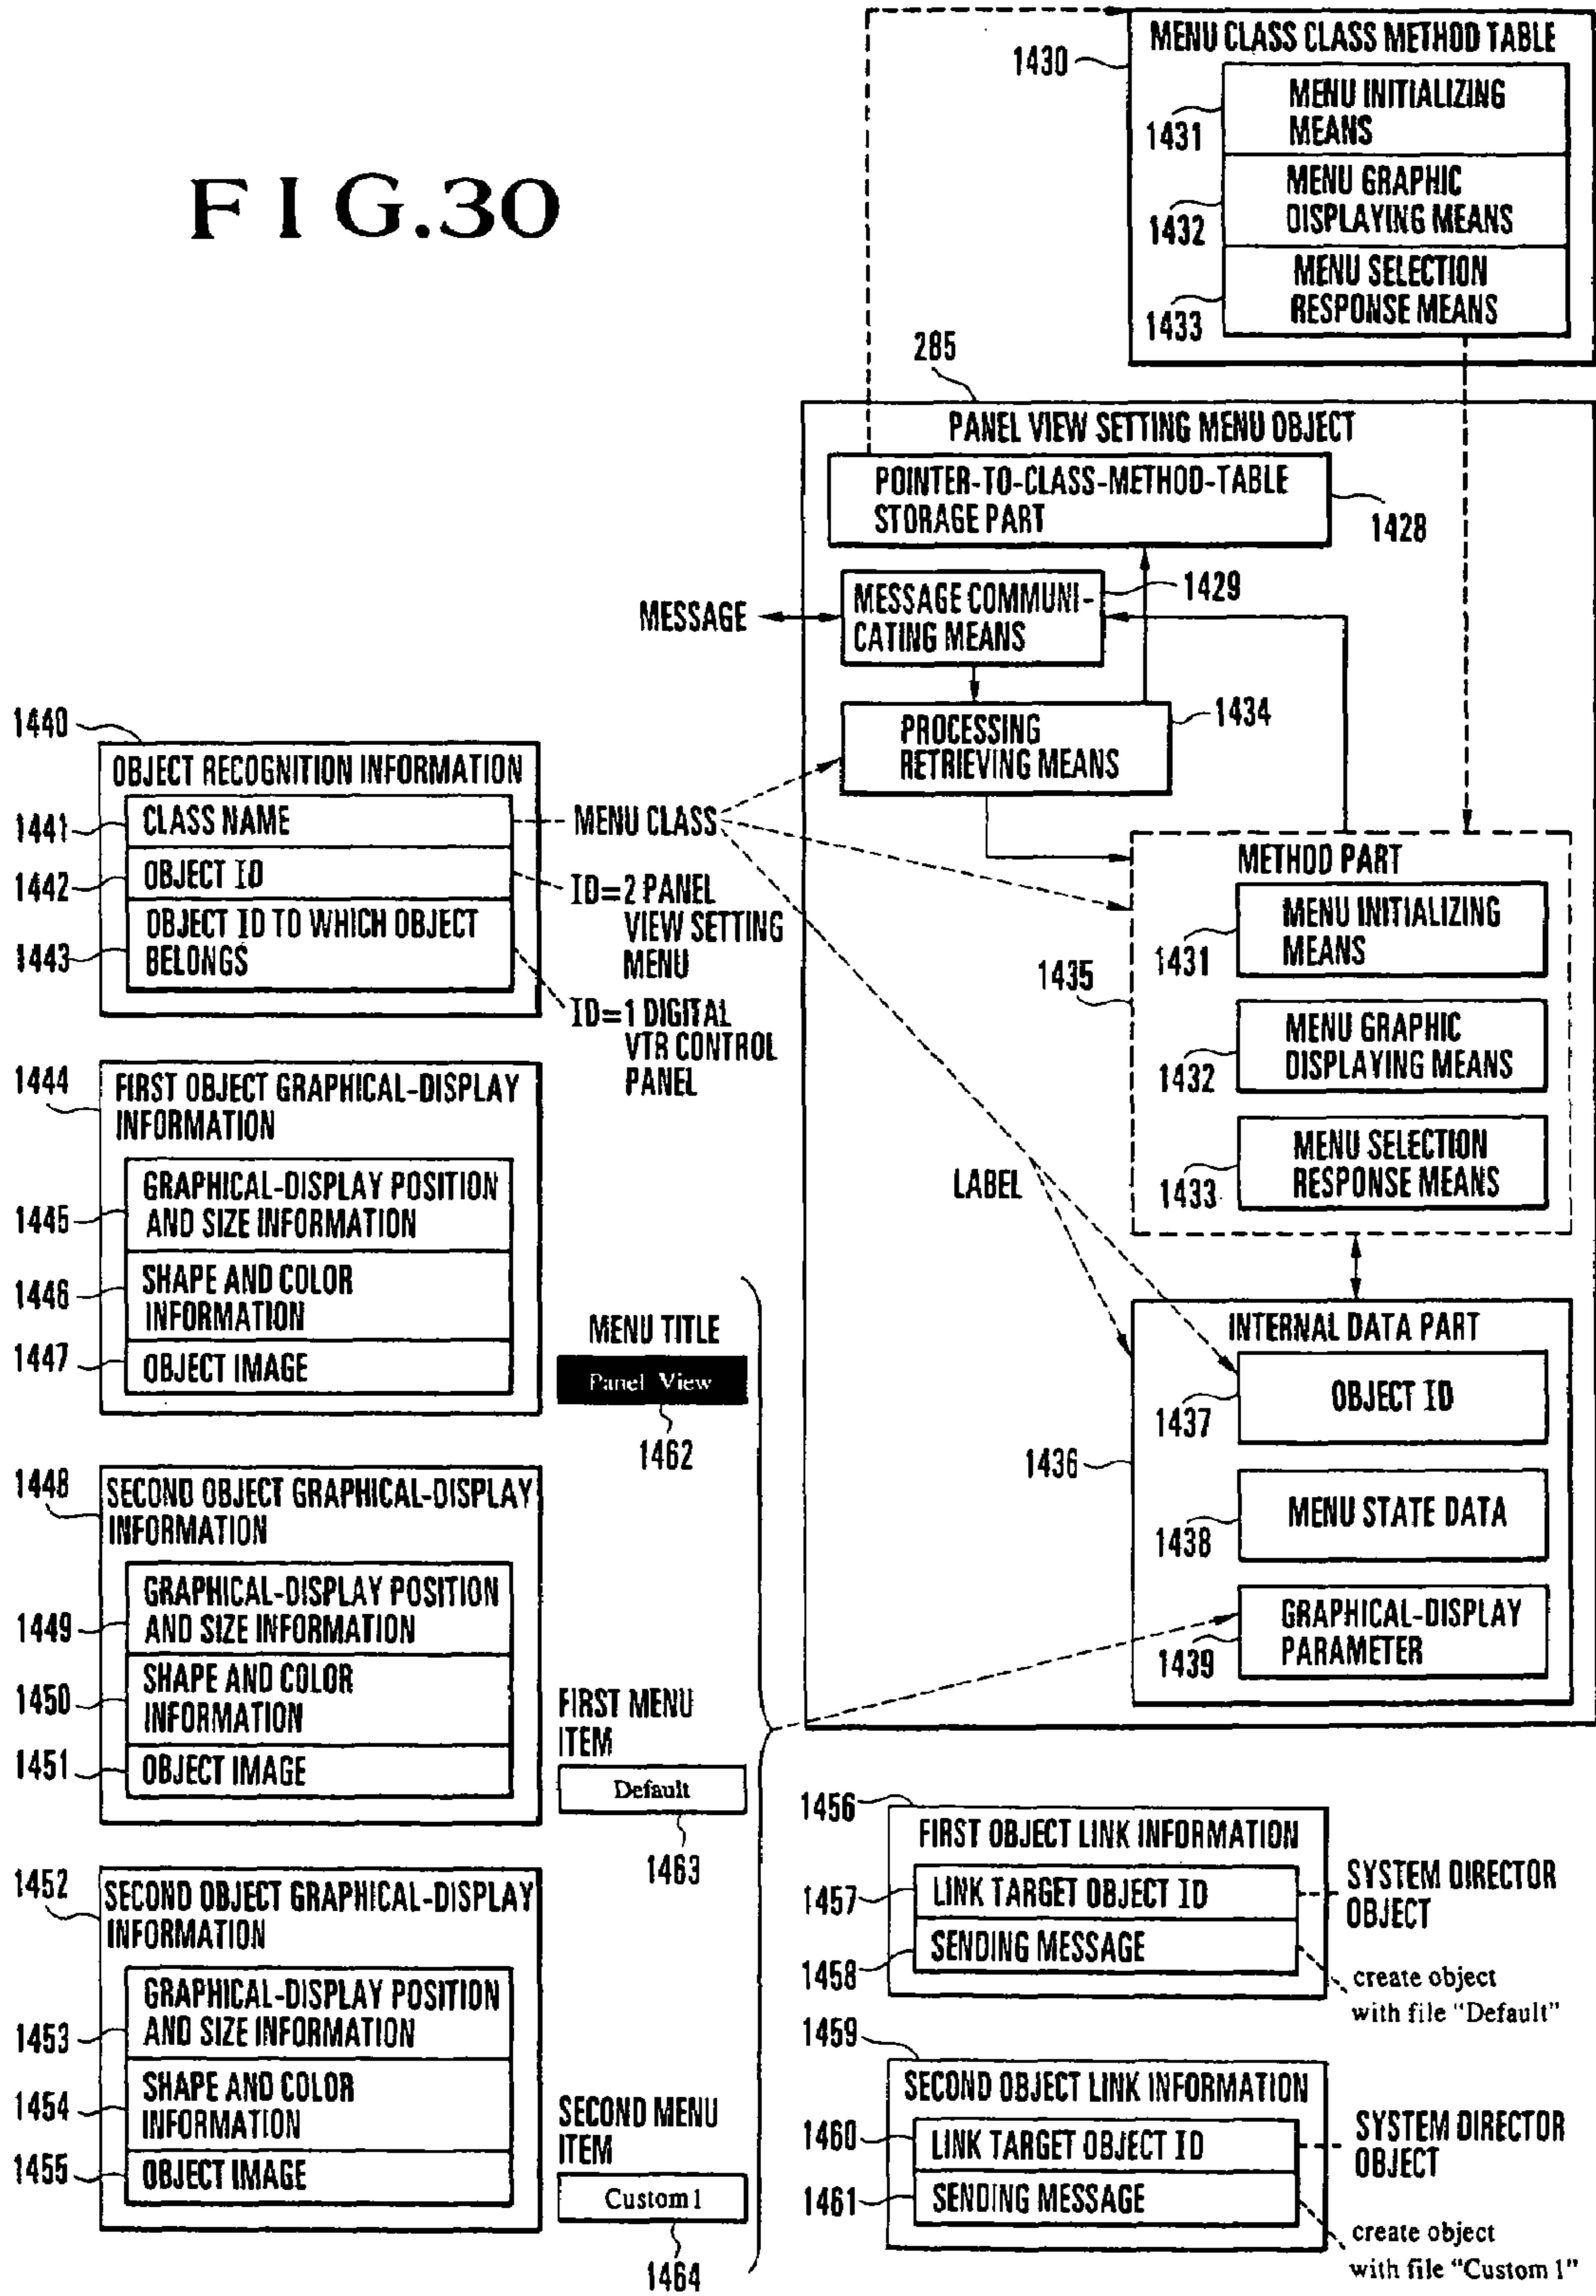 FIG.30
1430
MENU CLASS CLASS METHOD TABLE
1431
MENU INITIALIZING
MEANS
1432
MENU GRAPHIC
DISPLAYING MEANS
1433
MENU SELECTION
RESPONSE MEANS
285
PANEL VIEW SETTING MENU OBJECT
POINTER-TO-CLASS-METHOD-TABLE
STORAGE PART
1428
MESSAGE
MESSAGE COMMUNI-
CATING MEANS
1429
PROCESSING
RETRIEVING MEANS
1434
1435
METHOD PART
1431
MENU INITIALIZING
MEANS
1432
MENU GRAPHIC
DISPLAYING MEANS
1433
MENU SELECTION
RESPONSE MEANS
LABEL
1436
INTERNAL DATA PART
1437
OBJECT ID
1438
MENU STATE DATA
1439
GRAPHICAL-DISPLAY
PARAMETER
1440
OBJECT RECOGNITION INFORMATION
1441
CLASS NAME
MENU CLASS
1442
OBJECT ID
ID=2 PANEL
VIEW SETTING
MENU
1443
OBJECT ID TO WHICH OBJECT
BELONGS
ID=1 DIGITAL
VTR CONTROL
PANEL
1444
FIRST OBJECT GRAPHICAL-DISPLAY
INFORMATION
1445
GRAPHICAL-DISPLAY POSITION
AND SIZE INFORMATION
1446
SHAPE AND COLOR
INFORMATION
1447
OBJECT IMAGE
MENU TITLE
Panel View
1462
1448
SECOND OBJECT GRAPHICAL-DISPLAY
INFORMATION
1449
GRAPHICAL-DISPLAY POSITION
AND SIZE INFORMATION
1450
SHAPE AND COLOR
INFORMATION
1451
OBJECT IMAGE
FIRST MENU
ITEM
Default
1463
1452
SECOND OBJECT GRAPHICAL-DISPLAY
INFORMATION
1453
GRAPHICAL-DISPLAY POSITION
AND SIZE INFORMATION
1454
SHAPE AND COLOR
INFORMATION
1455
OBJECT IMAGE
SECOND MENU
ITEM
Custom1
1464
1456
FIRST OBJECT LINK INFORMATION
1457
LINK TARGET OBJECT ID
SYSTEM DIRECTOR
OBJECT
1458
SENDING MESSAGE
create object
with file "Default"
1459
SECOND OBJECT LINK INFORMATION
1460
LINK TARGET OBJECT ID
SYSTEM DIRECTOR
OBJECT
1461
SENDING MESSAGE
create object
with file "Custom 1"